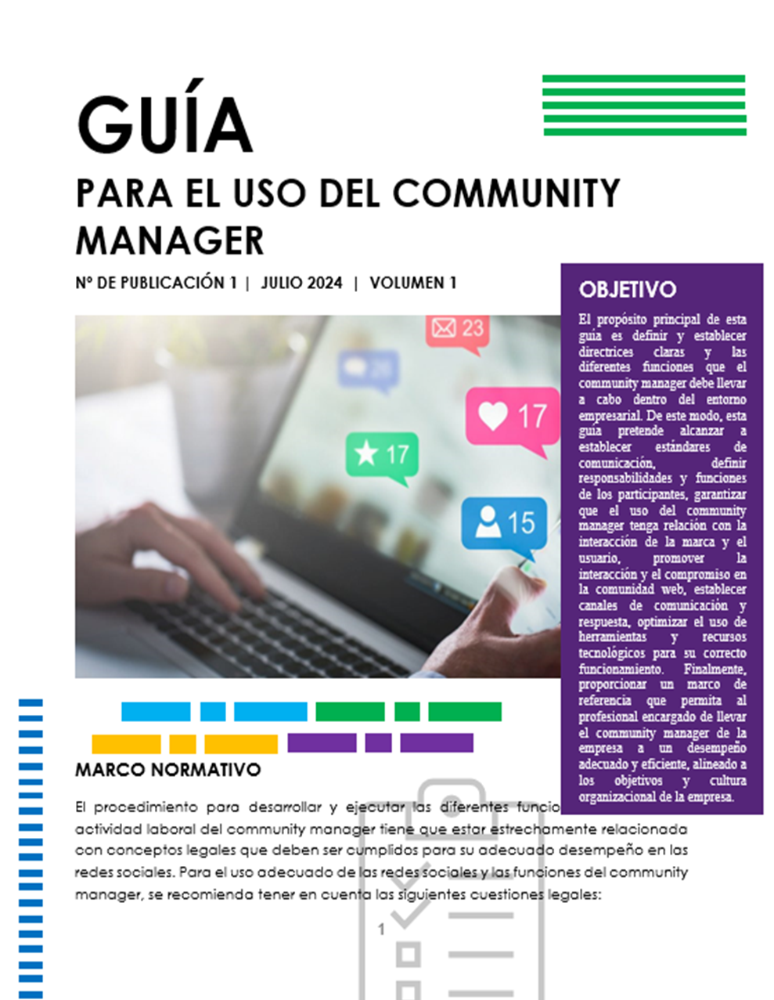 GUÍA
PARA EL USO DEL COMMUNITY
MANAGER
Nº DE PUBLICACIÓN 1 | JULIO 2024 | VOLUMEN 1
OBJETIVO
El propósito principal de esta
guía es definir y establecer
directrices claras y las
diferentes funciones que el
community manager debe llevar
a cabo dentro del entorno
empresarial. De este modo, esta
guía pretende alcanzar a
establecer estándares de
comunicación, definir
responsabilidades y funciones
de los participantes, garantizar
que el uso del community
manager tenga relación con la
interacción de la marca y el
usuario, promover la
interacción y el compromiso en
la comunidad web, establecer
canales de comunicación y
respuesta, optimizar el uso de
herramientas y recursos
tecnológicos para su correcto
funcionamiento. Finalmente,
proporcionar un marco de
referencia que permita al
profesional encargado de llevar
el community manager de la
empresa a un desempeño
adecuado y eficiente, alineado a
los objetivos y cultura
organizacional de la empresa.
23
17
17
15
MARCO NORMATIVO
El procedimiento para desarrollar y ejecutar las diferentes funcio
actividad laboral del community manager tiene que estar estrechamente relacionada
con conceptos legales que deben ser cumplidos para su adecuado desempeño en las
redes sociales. Para el uso adecuado de las redes sociales y las funciones del community
manager, se recomienda tener en cuenta las siguientes cuestiones legales:
1